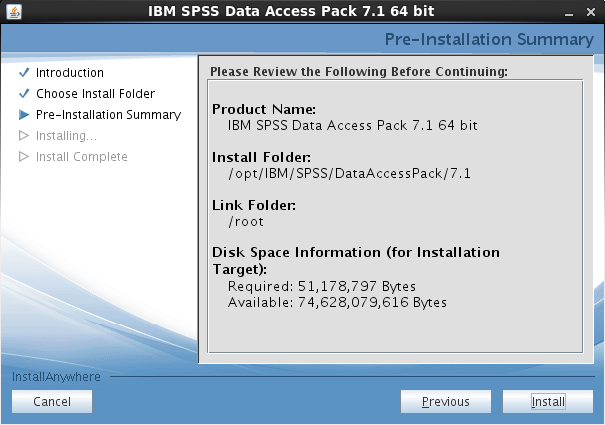 IBM SPSS Data Access Pack 7.1 64 bit
Pre-Installation Summary
Introduction
Choose Install Folder
Pre-Installation Summary
Installing...
Install Complete
Please Review the Following Before Continuing:
Product Name:
IBM SPSS Data Access Pack 7.1 64 bit
Install Folder:
/opt/IBM/SPSS/DataAccessPack/7.1
Link Folder:
/root
Disk Space Information (for Installation
Target):
Required: 51,178,797 Bytes
Available: 74,628,079,616 Bytes
InstallAnywhere
Cancel
Previous
Install